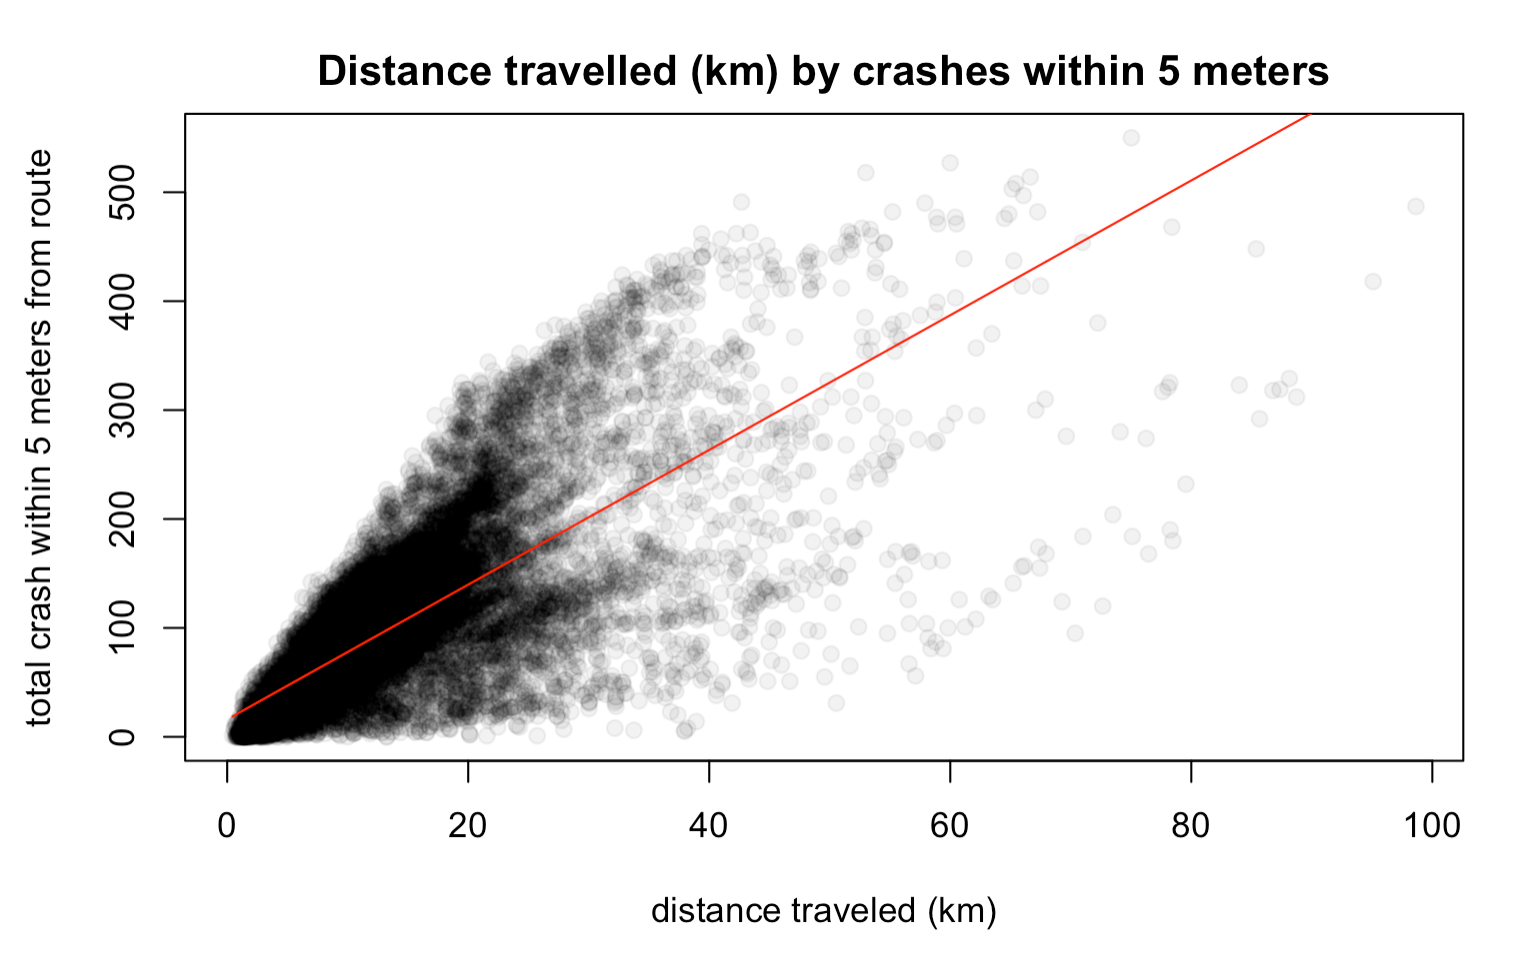 Distance travelled (km) by crashes within 5 meters
total crash within 5 meters from route
500
400
300
200
100
0
0 20 40 60 80 100
distance traveled (km)